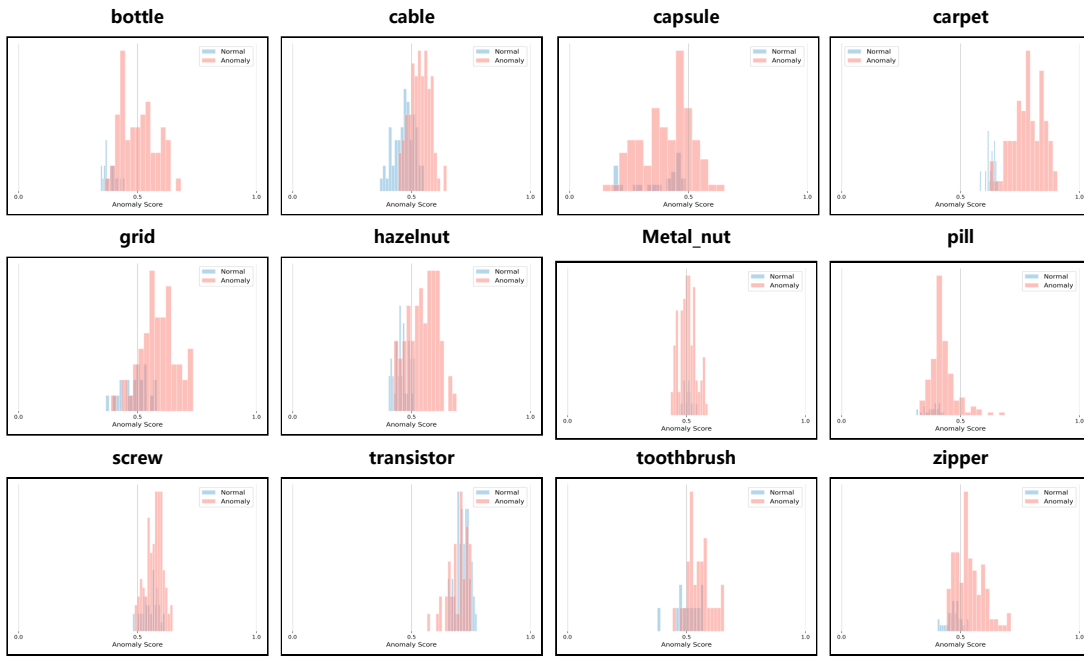 bottle cable capsule carpet
Normal Normal Normal Normal
Anomaly Anomaly Anomaly Anomaly
0.0 0.5 1.0 0.0 0.5 1.0 0.0 0.5 1.0 0.0 0.5 1.0
Anomaly Score Anomaly Score Anomaly Score Anomaly Score
grid hazelnut Metal_nut pill
Normal Normal Normal Normal
Anomaly Anomaly Anomaly Anomaly
0.0 0.5 1.0 0.0 0.5 1.0 0.0 0.5 1.0 0.0 0.5 1.0
Anomaly Score Anomaly Score Anomaly Score Anomaly Score
screw transistor toothbrush zipper
Normal Normal Normal Normal
Anomaly Anomaly Anomaly Anomaly
0.0 0.5 1.0 0.0 0.5 1.0 0.0 0.5 1.0 0.0 0.5 1.0
Anomaly Score Anomaly Score Anomaly Score Anomaly Score